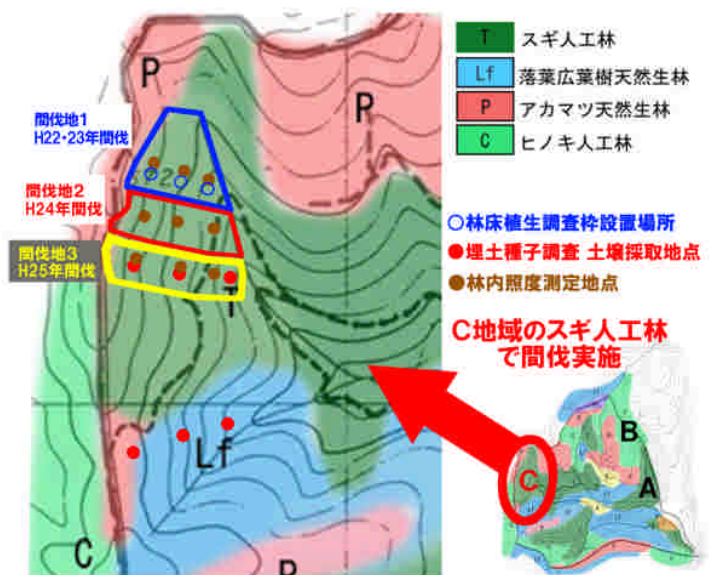 P
P
間伐地1
H22・23年間伐
間伐地2
H24年間伐
間伐地3
H25年間伐
T
Lf
C
P
T スギ人工林
Lf 落葉広葉樹天然生林
P アカマツ天然生林
C ヒノキ人工林
○林床植生調査枠設置場所
●埋土種子調査 土壌採取地点
●林内照度測定地点
C地域のスギ人工林
で間伐実施
B
A
C